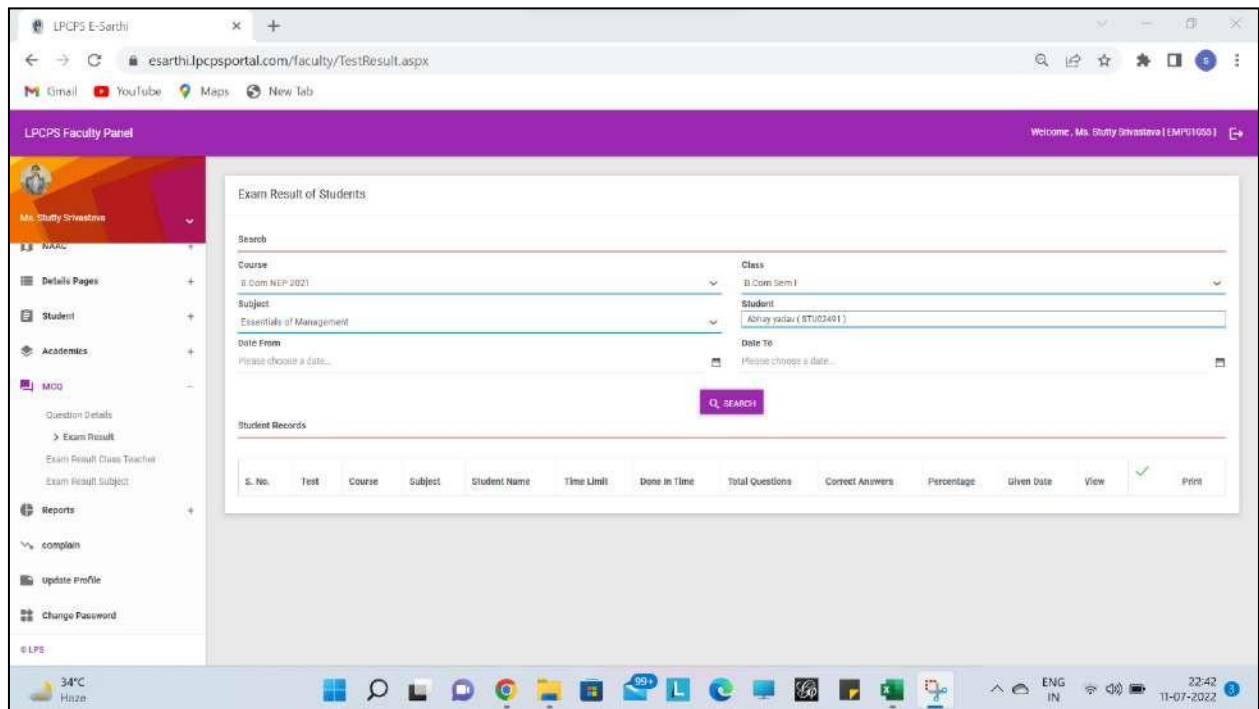 LPCPS E-Sarthi
esarthi.lpcpsportal.com/faculty/TestResult.aspx
S
Gmail YouTube Maps New Tab
LPCPS Faculty Panel
Welcome , Ms. Stutty Srivastava [ EMP01055 ]
Ms. Stutty Srivastava
NAAC +
Details Pages +
Student +
Academics +
MCQ −
Question Details
> Exam Result
Exam Result Class Teacher
Exam Result Subject
Reports +
complain
Update Profile
Change Password
© LPS
Exam Result of Students
Search
Course Class
B.Com NEP 2021 B.Com Sem I
Subject Student
Essentials of Management Abhay yadav ( STU02491 )
Date From Date To
Please choose a date... Please choose a date...
SEARCH
Student Records
S. No. Test Course Subject Student Name Time Limit Done In Time Total Questions Correct Answers Percentage Given Date View Print
34°C
Haze
99+
L
ENG
IN
22:42
11-07-2022
3